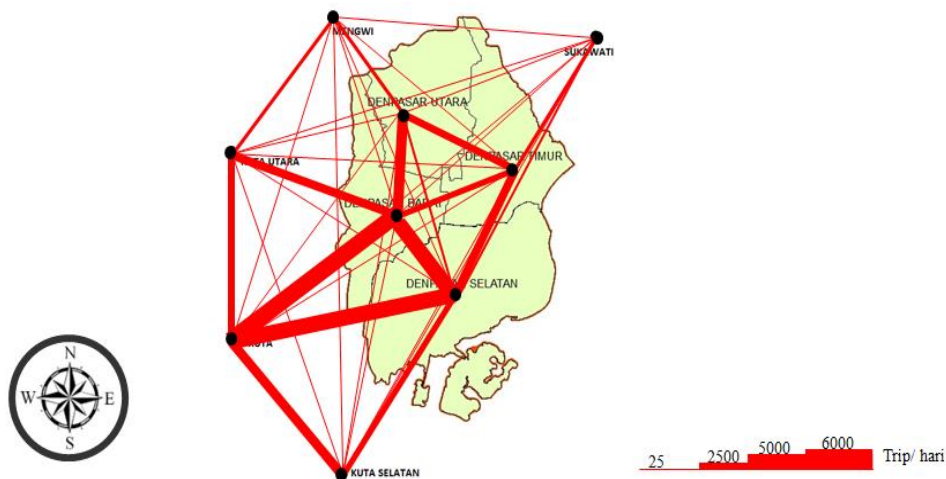 MENGWI
SUKAWATI
DENPASAR UTARA
DENPASAR TIMUR
KUTA UTARA
DENPASAR BARAT
DENPASAR SELATAN
KUTA
N
W E
S
KUTA SELATAN
25 2500 5000 6000 Trip/ hari